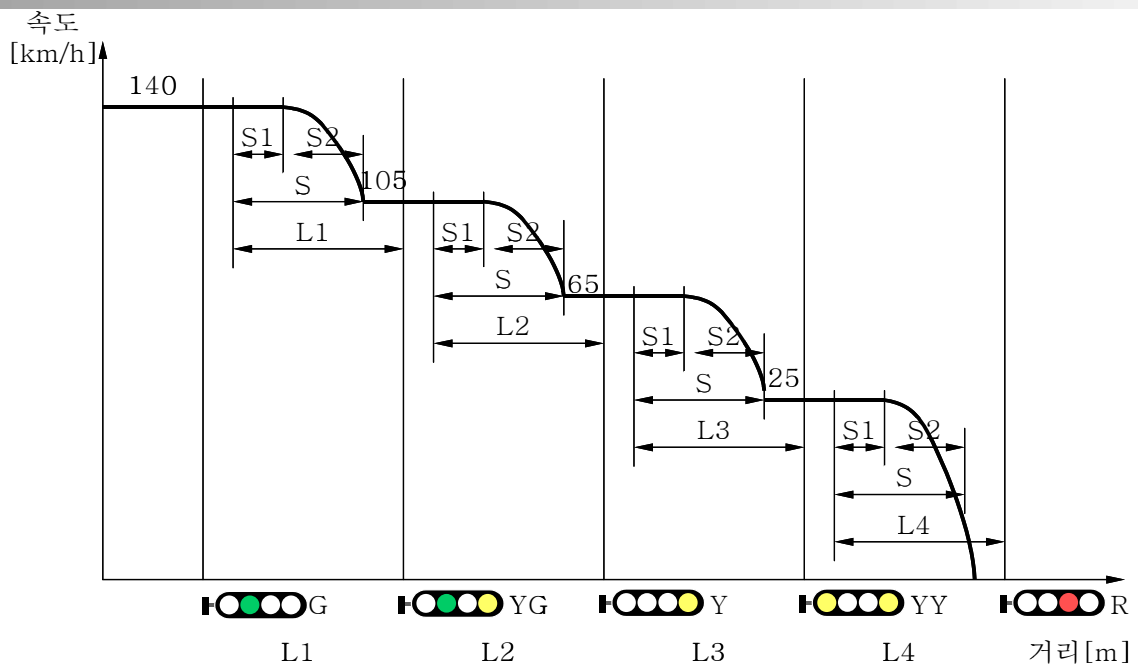 속도
[km/h]
140
S1 S2
S
105
L1
S1 S2
S
65
L2
S1 S2
S
25
L3
S1 S2
S
L4
G YG Y YY R
L1 L2 L3 L4 거리[m]